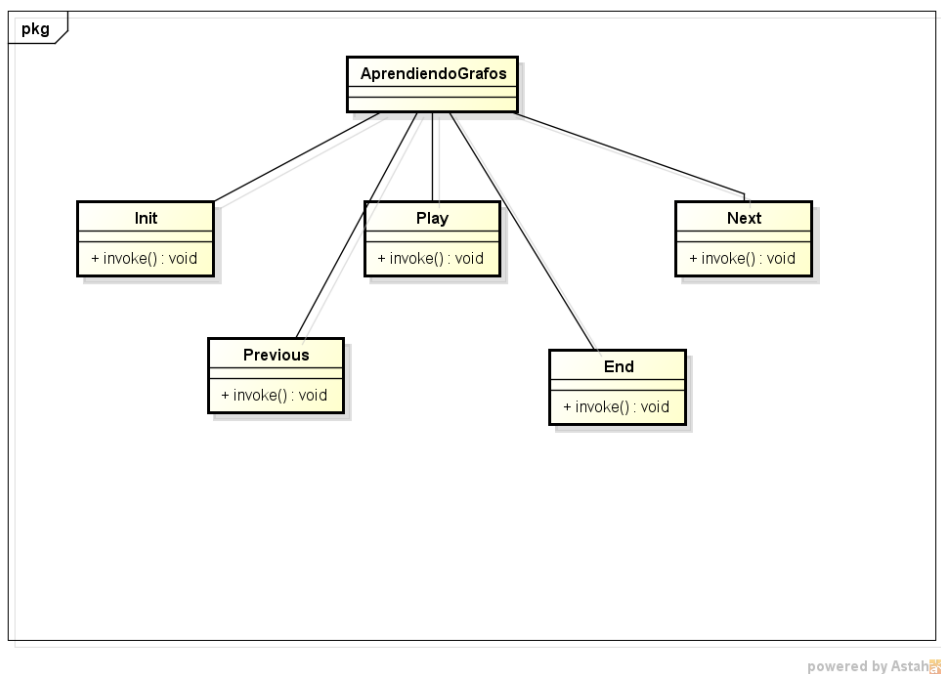 pkg
AprendiendoGrafos
Init
+ invoke() : void
Play
+ invoke() : void
Next
+ invoke() : void
Previous
+ invoke() : void
End
+ invoke() : void
powered by Astah